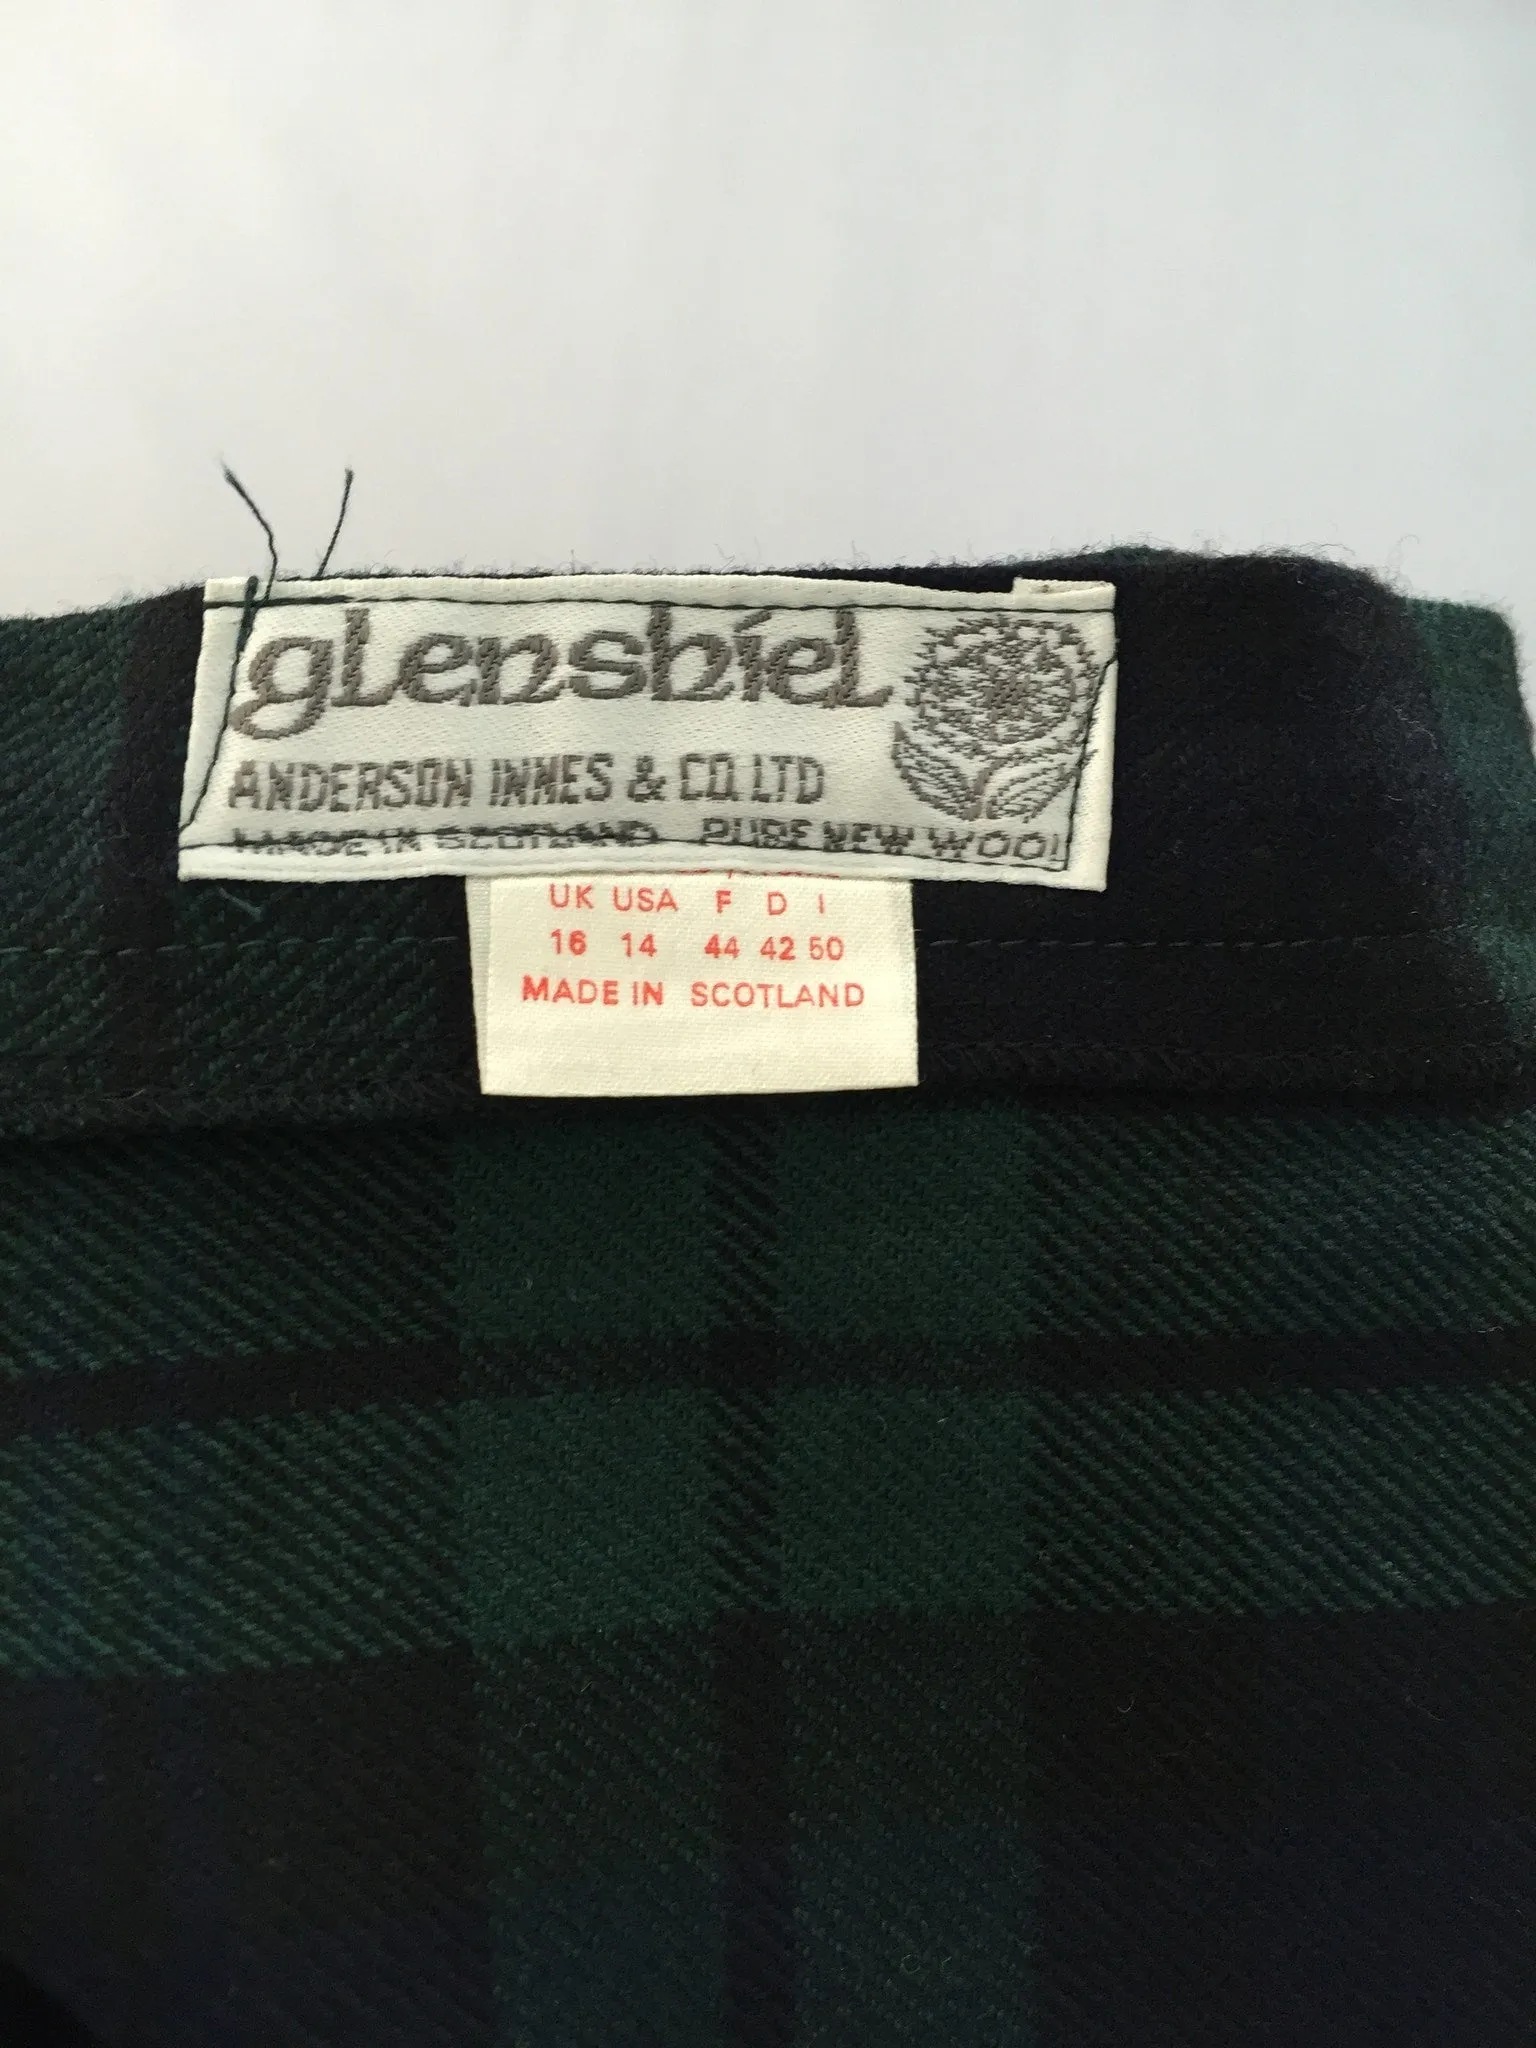 glenshiel
ANDERSON INNES & CO. LTD
MADE IN SCOTLAND PURE NEW WOOL
UK USA F D I
16 14 44 42 50
MADE IN SCOTLAND